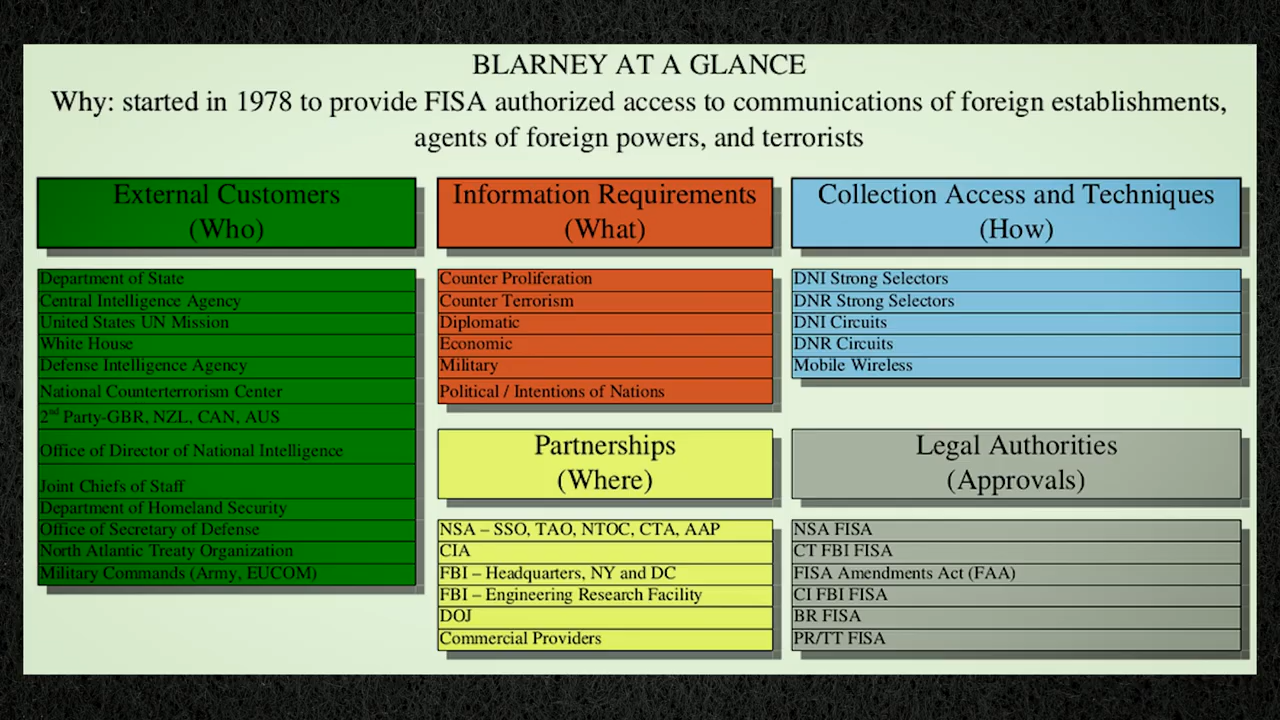 BLARNEY AT A GLANCE
Why: started in 1978 to provide FISA authorized access to communications of foreign establishments,
agents of foreign powers, and terrorists
External Customers
(Who)
Department of State
Central Intelligence Agency
United States UN Mission
White House
Defense Intelligence Agency
National Counterterrorism Center
2nd Party-GBR, NZL, CAN, AUS
Office of Director of National Intelligence
Joint Chiefs of Staff
Department of Homeland Security
Office of Secretary of Defense
North Atlantic Treaty Organization
Military Commands (Army, EUCOM)
Information Requirements
(What)
Counter Proliferation
Counter Terrorism
Diplomatic
Economic
Military
Political / Intentions of Nations
Collection Access and Techniques
(How)
DNI Strong Selectors
DNR Strong Selectors
DNI Circuits
DNR Circuits
Mobile Wireless
Partnerships
(Where)
NSA – SSO, TAO, NTOC, CTA, AAP
CIA
FBI – Headquarters, NY and DC
FBI – Engineering Research Facility
DOJ
Commercial Providers
Legal Authorities
(Approvals)
NSA FISA
CT FBI FISA
FISA Amendments Act (FAA)
CI FBI FISA
BR FISA
PR/TT FISA